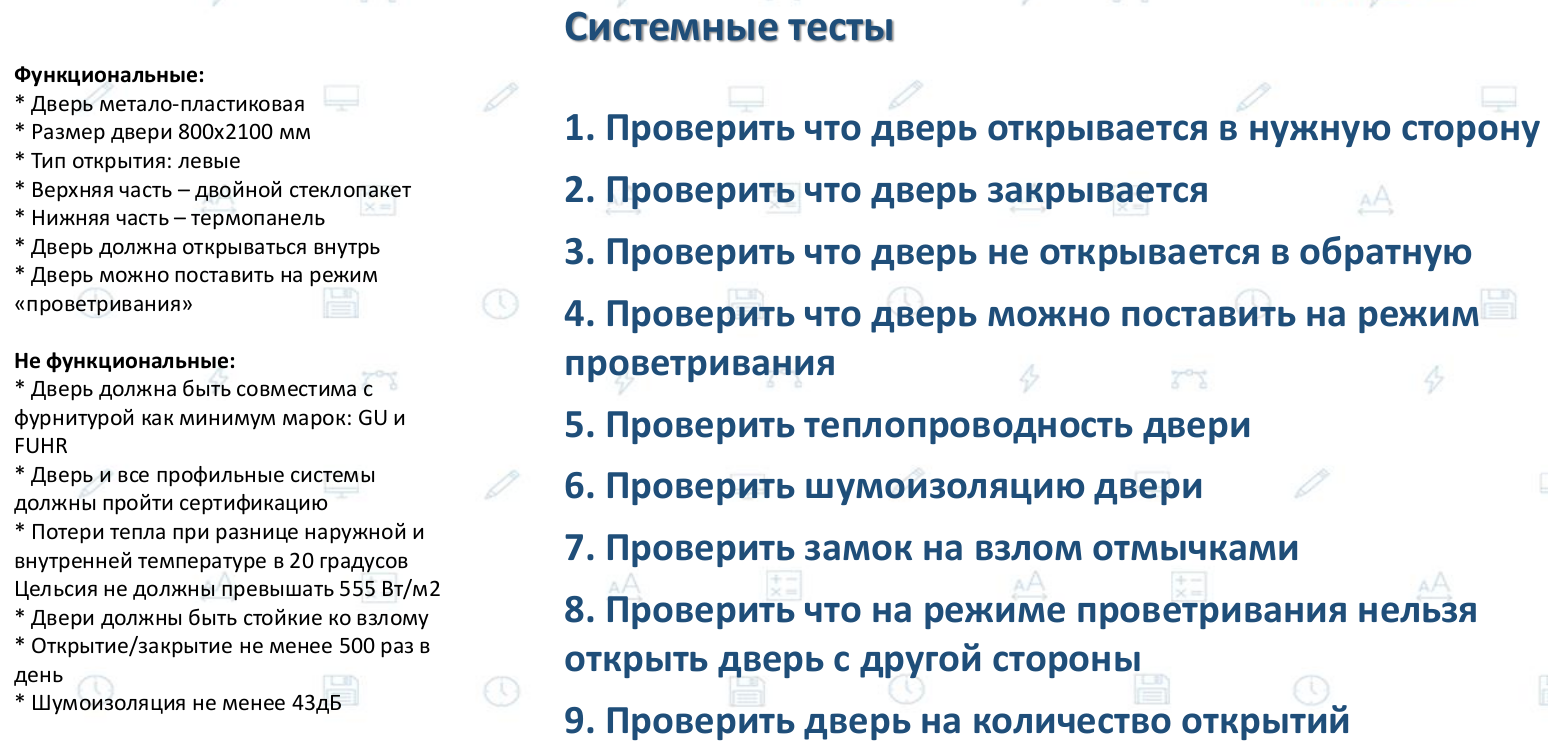 Системные тесты
Функциональные:
* Дверь метало-пластиковая
* Размер двери 800х2100 мм
* Тип открытия: левые
* Верхняя часть – двойной стеклопакет
* Нижняя часть – термопанель
* Дверь должна открываться внутрь
* Дверь можно поставить на режим
«проветривания»
Не функциональные:
* Дверь должна быть совместима с
фурнитурой как минимум марок: GU и
FUHR
* Дверь и все профильные системы
должны пройти сертификацию
* Потери тепла при разнице наружной и
внутренней температуре в 20 градусов
Цельсия не должны превышать 555 Вт/м2
* Двери должны быть стойкие ко взлому
* Открытие/закрытие не менее 500 раз в
день
* Шумоизоляция не менее 43дБ
1. Проверить что дверь открывается в нужную сторону
2. Проверить что дверь закрывается
3. Проверить что дверь не открывается в обратную
4. Проверить что дверь можно поставить на режим
проветривания
5. Проверить теплопроводность двери
6. Проверить шумоизоляцию двери
7. Проверить замок на взлом отмычками
8. Проверить что на режиме проветривания нельзя
открыть дверь с другой стороны
9. Проверить дверь на количество открытий